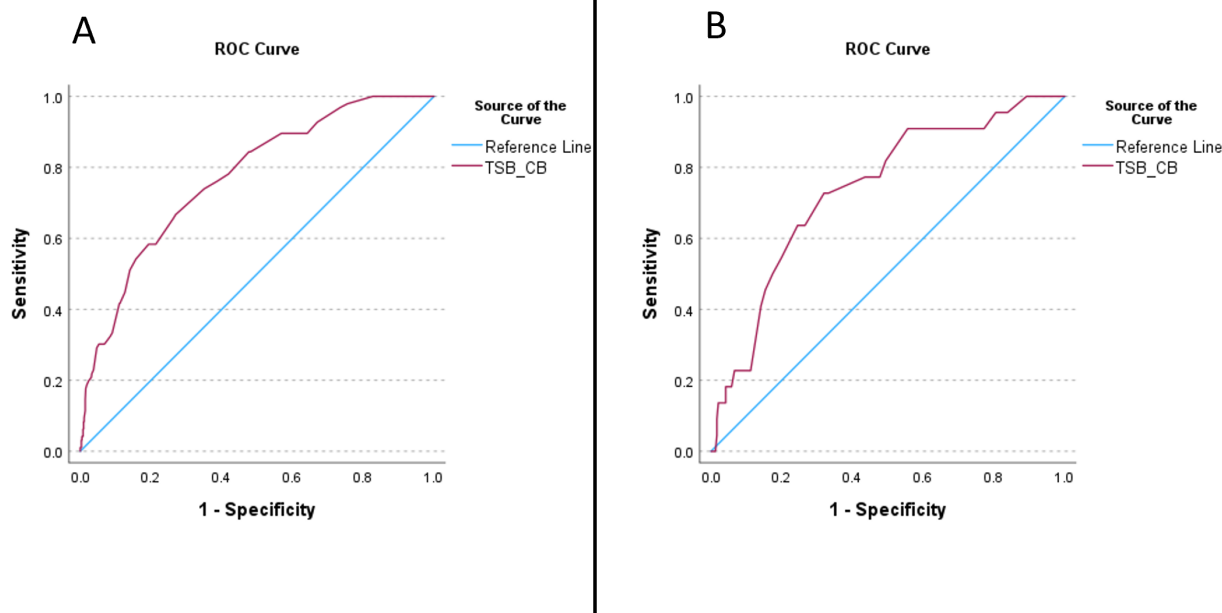 A
ROC Curve
1.0
0.8
0.6
0.4
0.2
0.0
Sensitivity
0.0 0.2 0.4 0.6 0.8 1.0
1 - Specificity
Source of the
Curve
Reference Line
TSB_CB
B
ROC Curve
1.0
0.8
0.6
0.4
0.2
0.0
Sensitivity
0.0 0.2 0.4 0.6 0.8 1.0
1 - Specificity
Source of the
Curve
Reference Line
TSB_CB